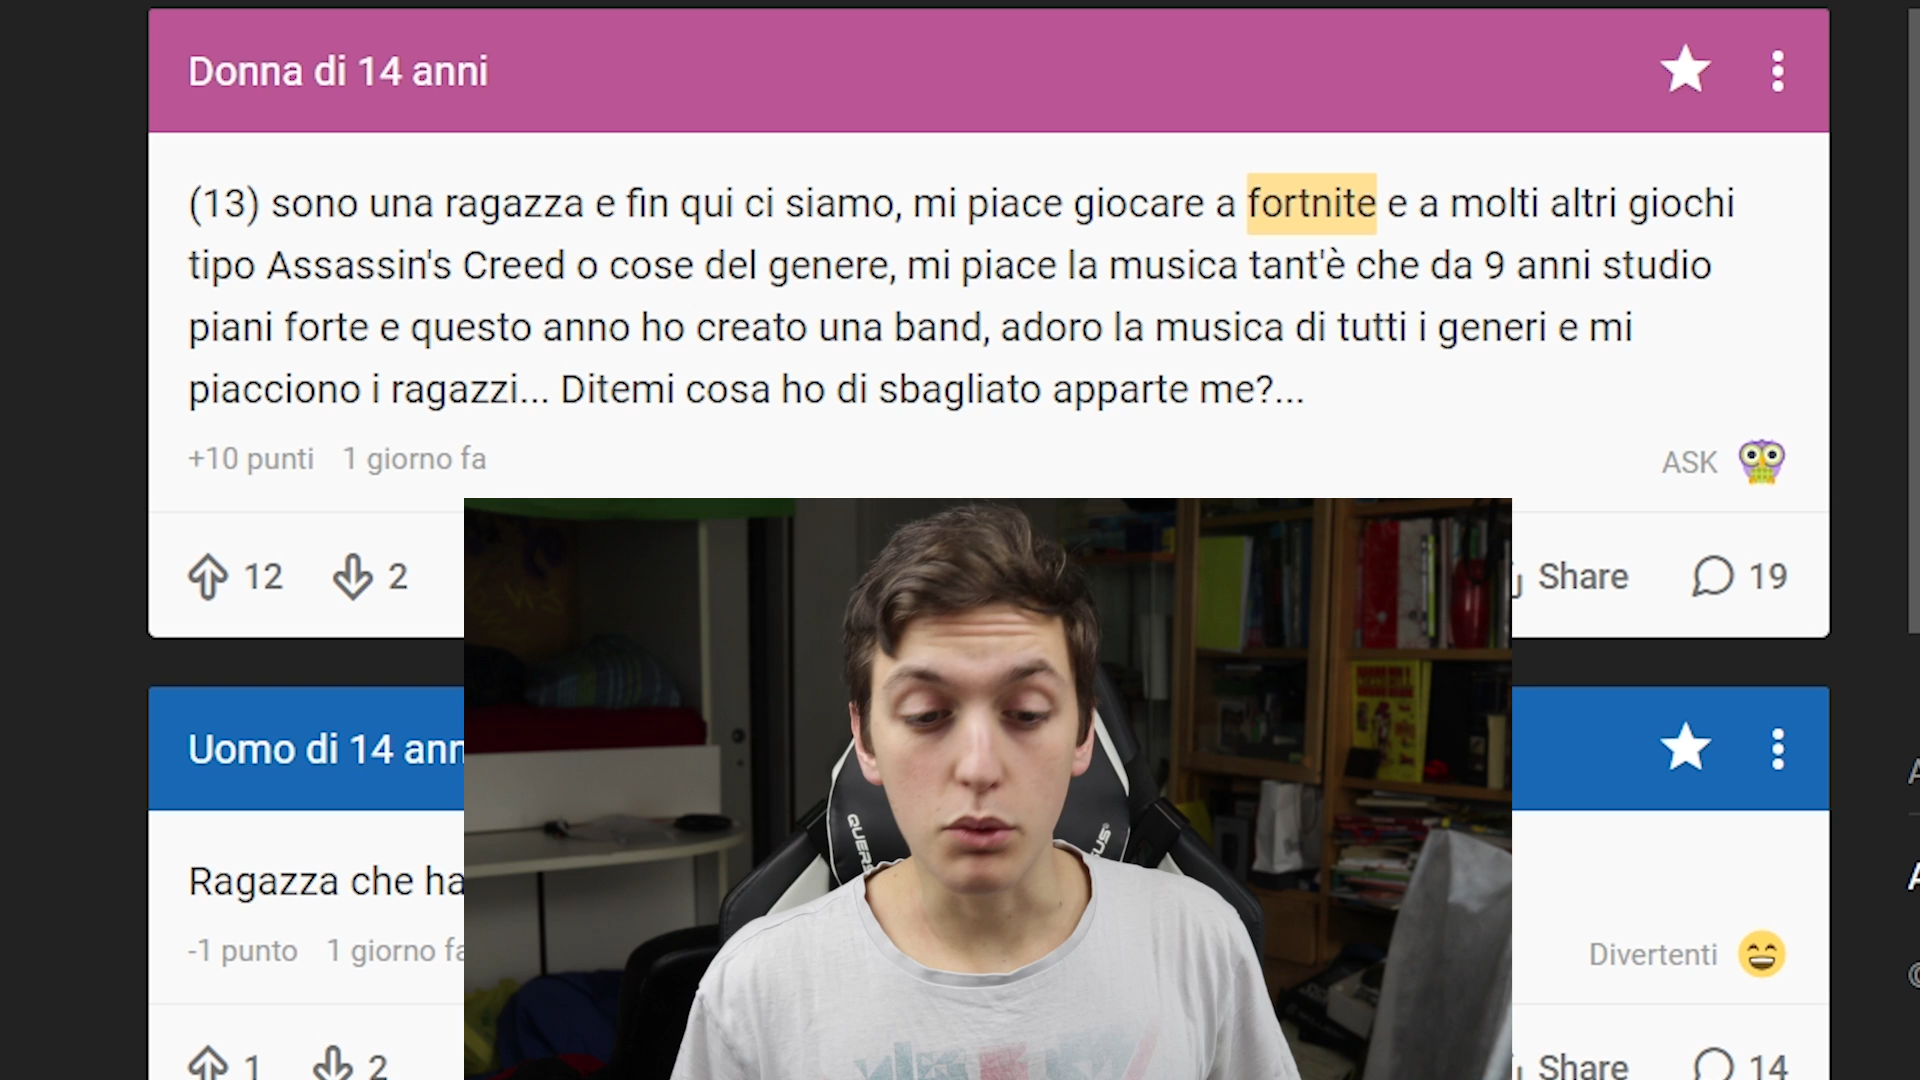 Donna di 14 anni
(13) sono una ragazza e fin qui ci siamo, mi piace giocare a fortnite e a molti altri giochi
tipo Assassin's Creed o cose del genere, mi piace la musica tant'è che da 9 anni studio
piani forte e questo anno ho creato una band, adoro la musica di tutti i generi e mi
piacciono i ragazzi... Ditemi cosa ho di sbagliato apparte me?...
+10 punti 1 giorno fa ASK
12 2 Share 19
Uomo di 14 ann
Ragazza che ha
-1 punto 1 giorno fa Divertenti
1 2 Share 14